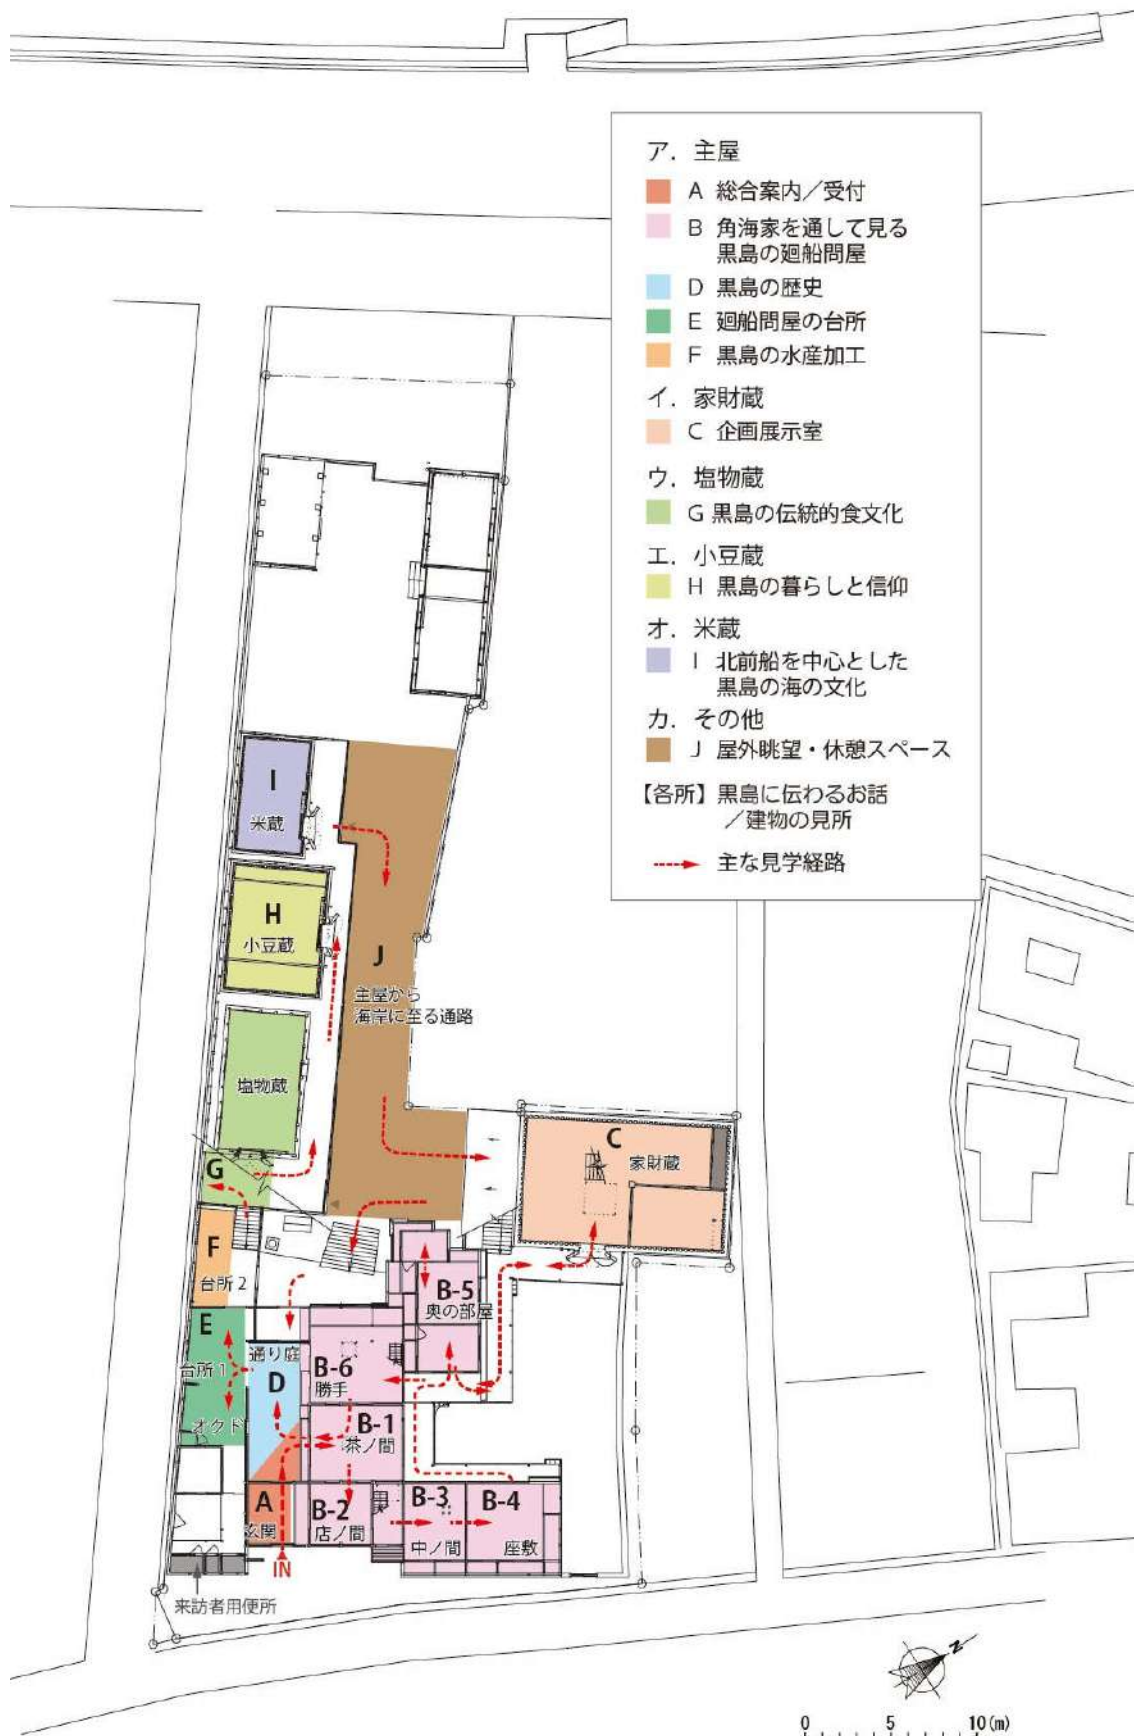 ア．主屋
A 総合案内／受付
B 角海家を通して見る
黒島の廻船問屋
D 黒島の歴史
E 廻船問屋の台所
F 黒島の水産加工
イ．家財蔵
C 企画展示室
ウ．塩物蔵
G 黒島の伝統的食文化
エ．小豆蔵
H 黒島の暮らしと信仰
オ．米蔵
I 北前船を中心とした
黒島の海の文化
カ．その他
J 屋外眺望・休憩スペース
【各所】黒島に伝わるお話
／建物の見所
主な見学経路
I
米蔵
H
小豆蔵
J
主屋から
海岸に至る通路
塩物蔵
G
C
家財蔵
F
台所2
B-5
奥の部屋
E
台所1
オクド
通り庭
D
B-6
勝手
B-1
茶ノ間
A
玄関
B-2
店ノ間
B-3
中ノ間
B-4
座敷
IN
来訪者用便所
N
0 5 10(m)